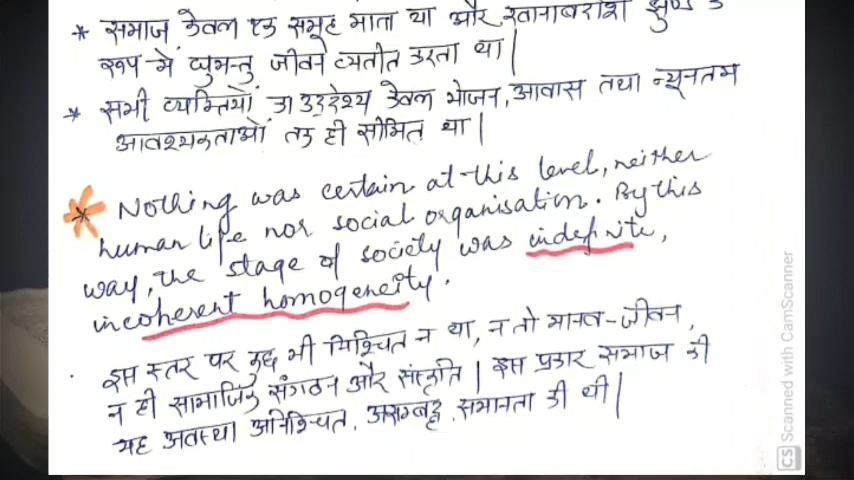 * समाज केवल एक समूह मात्र था और खानाबदोश झुण्ड के
रूप में घुमन्तु जीवन व्यतीत करता था |
* सभी व्यक्तियों का उद्देश्य केवल भोजन, आवास तथा न्यूनतम
आवश्यकताओं तक ही सीमित था |
* Nothing was certain at this level, neither
human life nor social organisation. By this
way, the stage of society was indefinite,
incoherent homogeneity.
इस स्तर पर कुछ भी निश्चित न था, न तो मानव-जीवन,
न ही सामाजिक संगठन और संस्कृति | इस प्रकार समाज की
यह अवस्था अनिश्चित, असम्बद्ध, समानता की थी |
CS Scanned with CamScanner